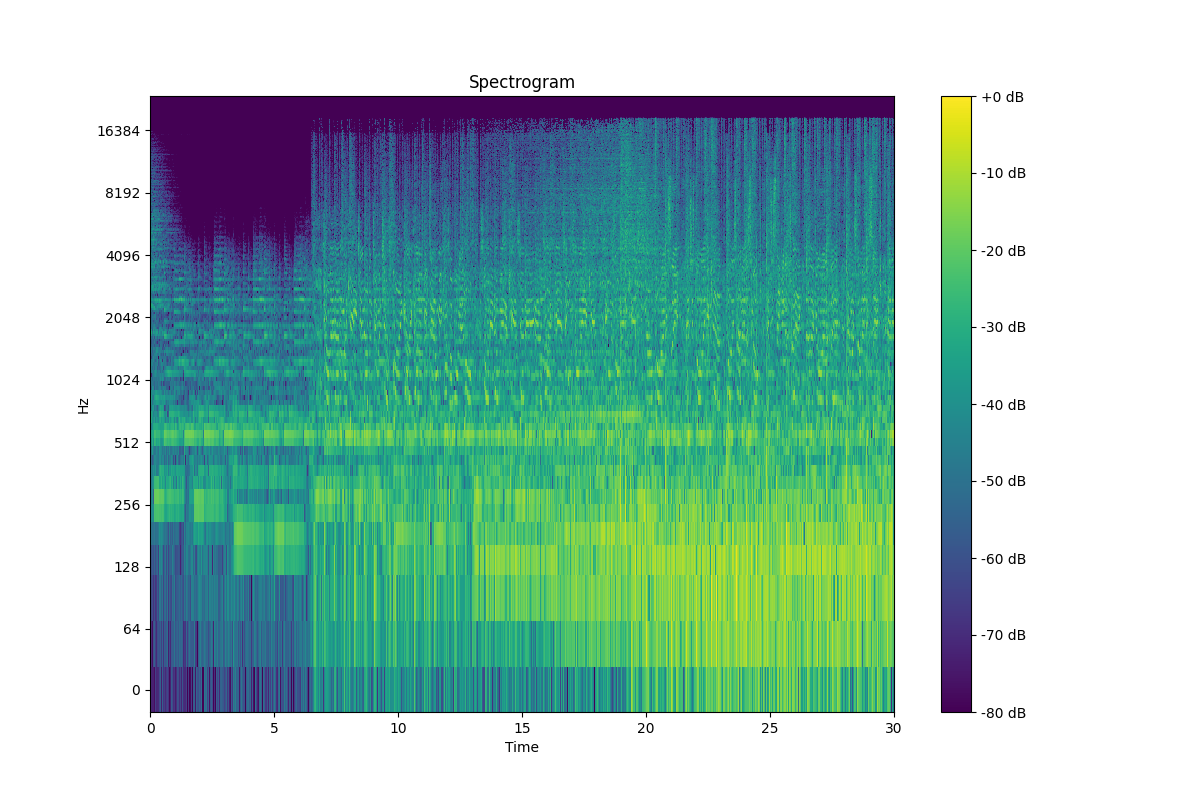 Spectrogram
Hz
16384
8192
4096
2048
1024
512
256
128
64
0
0 5 10 15 20 25 30
Time
+0 dB
-10 dB
-20 dB
-30 dB
-40 dB
-50 dB
-60 dB
-70 dB
-80 dB